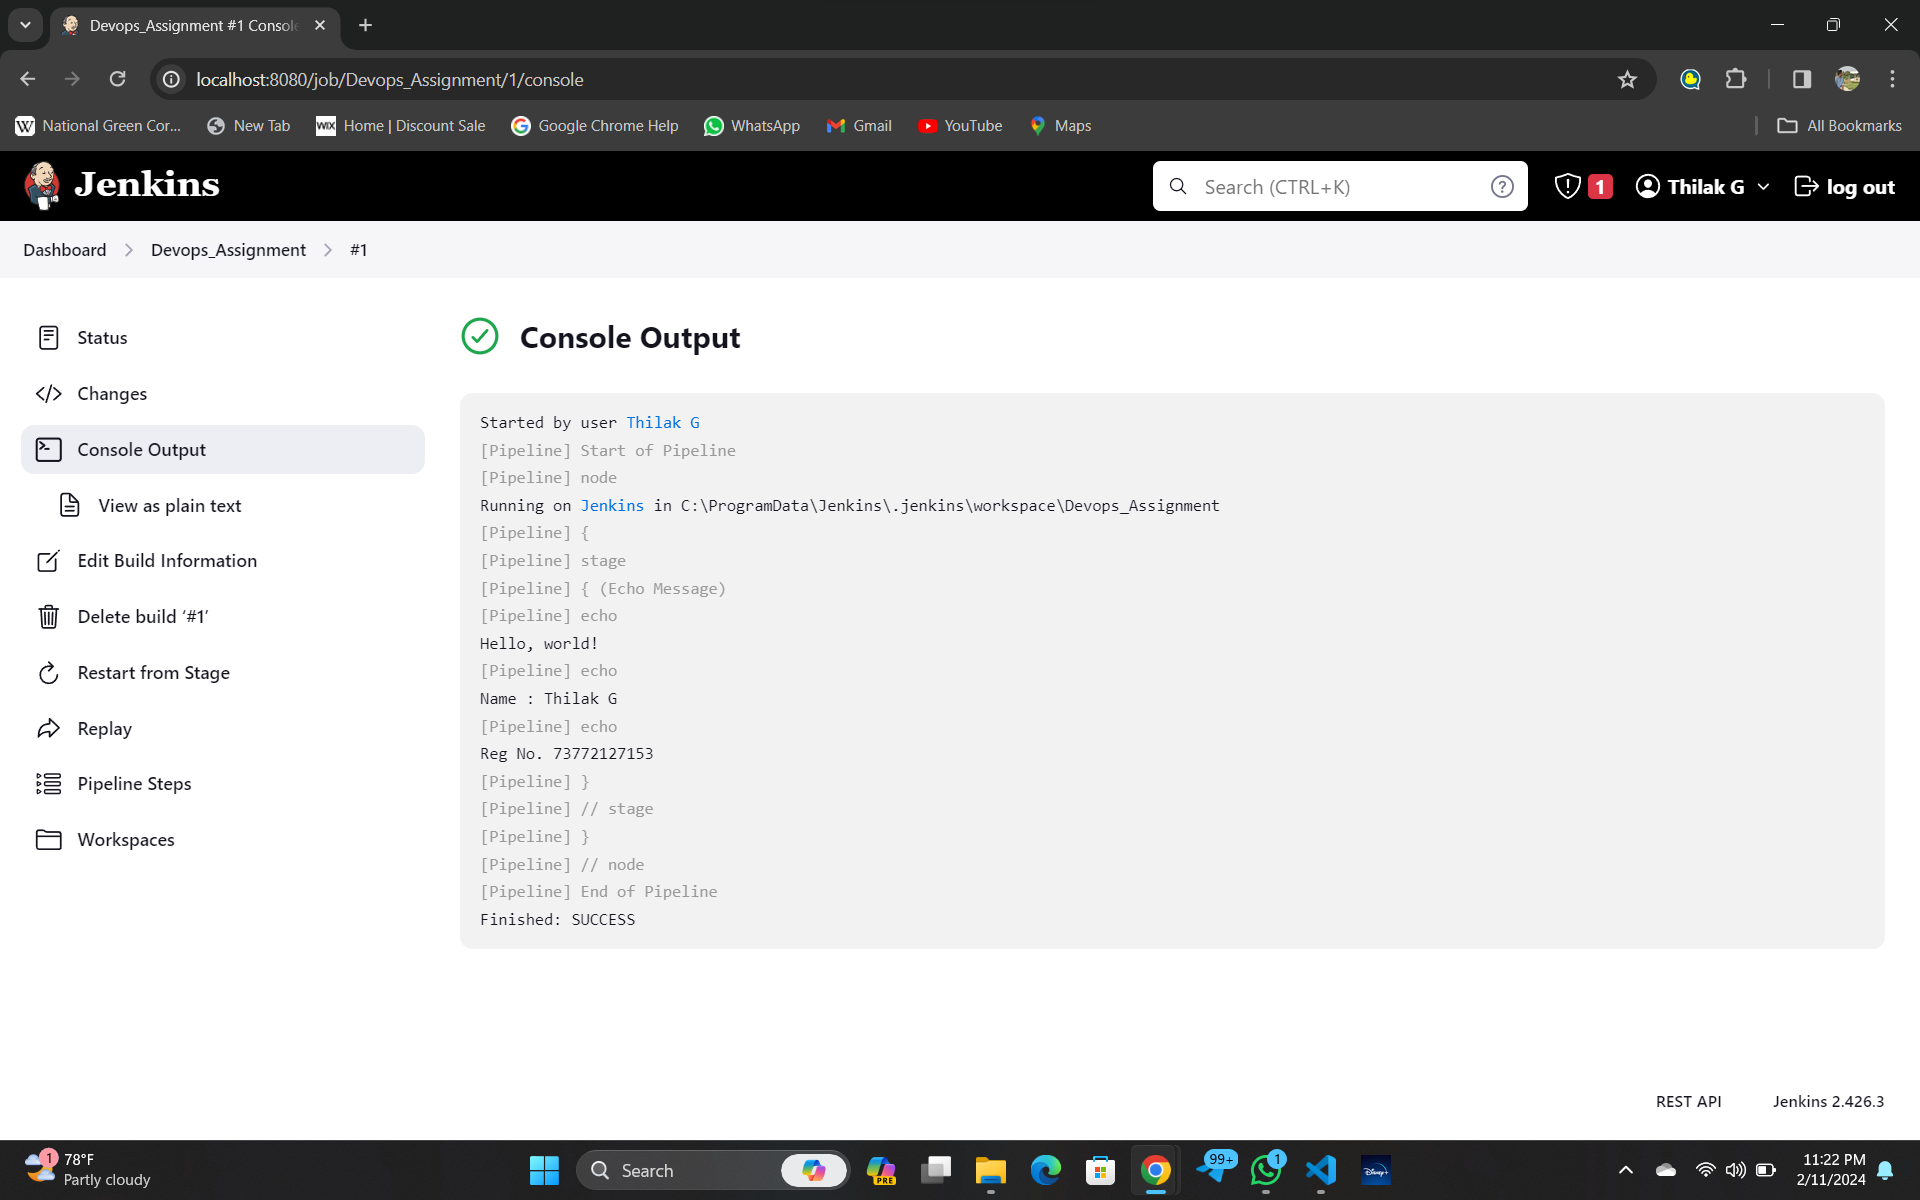 Devops_Assignment #1 Console
localhost:8080/job/Devops_Assignment/1/console
National Green Cor...
New Tab
WIX Home | Discount Sale
Google Chrome Help
WhatsApp
Gmail
YouTube
Maps
All Bookmarks
Jenkins
Search (CTRL+K)
1
Thilak G
log out
Dashboard
Devops_Assignment
#1
Status
Changes
Console Output
View as plain text
Edit Build Information
Delete build ‘#1’
Restart from Stage
Replay
Pipeline Steps
Workspaces
Console Output
Started by user Thilak G
[Pipeline] Start of Pipeline
[Pipeline] node
Running on Jenkins in C:\ProgramData\Jenkins\.jenkins\workspace\Devops_Assignment
[Pipeline] {
[Pipeline] stage
[Pipeline] { (Echo Message)
[Pipeline] echo
Hello, world!
[Pipeline] echo
Name : Thilak G
[Pipeline] echo
Reg No. 73772127153
[Pipeline] }
[Pipeline] // stage
[Pipeline] }
[Pipeline] // node
[Pipeline] End of Pipeline
Finished: SUCCESS
REST API
Jenkins 2.426.3
1
78°F
Partly cloudy
Search
PRE
99+
1
Disney+
11:22 PM
2/11/2024